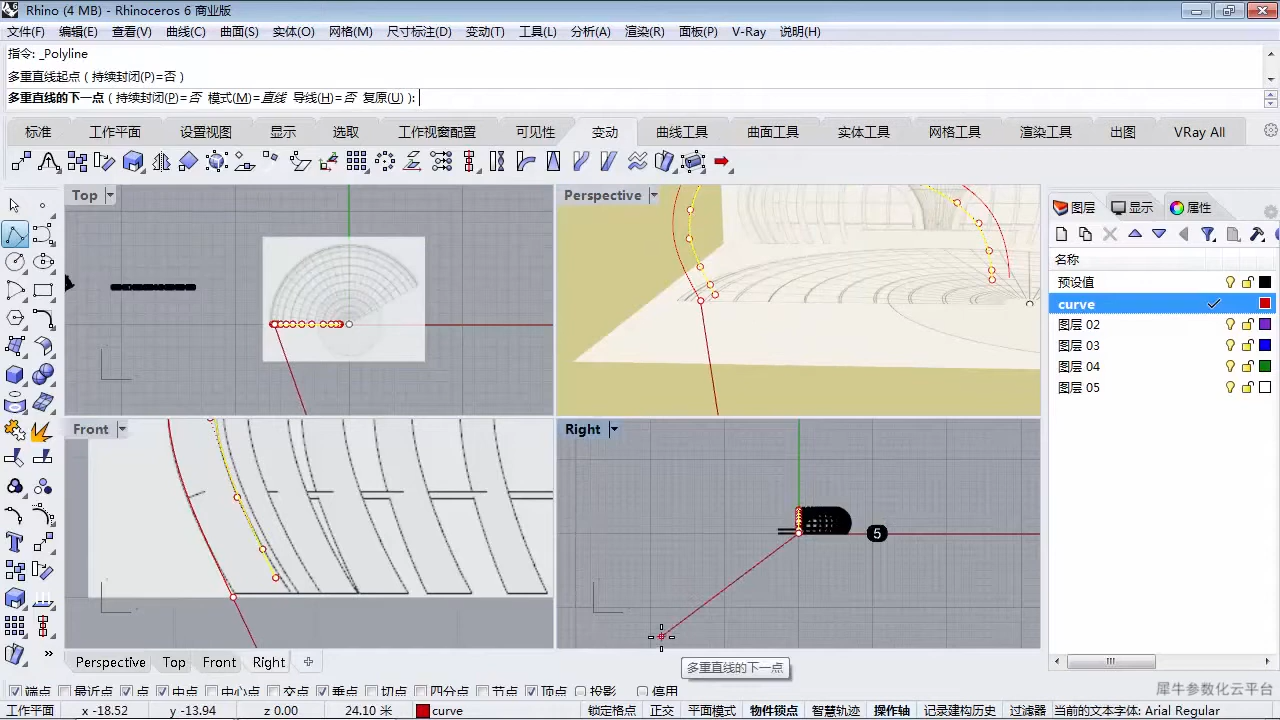 Rhino (4 MB) - Rhinoceros 6 商业版
文件(F) 编辑(E) 查看(V) 曲线(C) 曲面(S) 实体(O) 网格(M) 尺寸标注(D) 变动(T) 工具(L) 分析(A) 渲染(R) 面板(P) V-Ray 说明(H)
指令: _Polyline
多重直线起点 ( 持续封闭(P)=否 )
多重直线的下一点 ( 持续封闭(P)=否 模式(M)=直线 导线(H)=否 复原(U) ):
标准 工作平面 设置视图 显示 选取 工作视窗配置 可见性 变动 曲线工具 曲面工具 实体工具 网格工具 渲染工具 出图 VRay All
Top
Perspective
图层 显示 属性
名称
预设值
curve
图层 02
图层 03
图层 04
图层 05
Front
Right
5
多重直线的下一点
Perspective Top Front Right
端点 最近点 点 中点 中心点 交点 垂点 切点 四分点 节点 顶点 投影 停用
犀牛参数化云平台
工作平面 x -18.52 y -13.94 z 0.00 24.10 米 curve 锁定格点 正交 平面模式 物件锁点 智慧轨迹 操作轴 记录建构历史 过滤器 当前的文本字体: Arial Regular